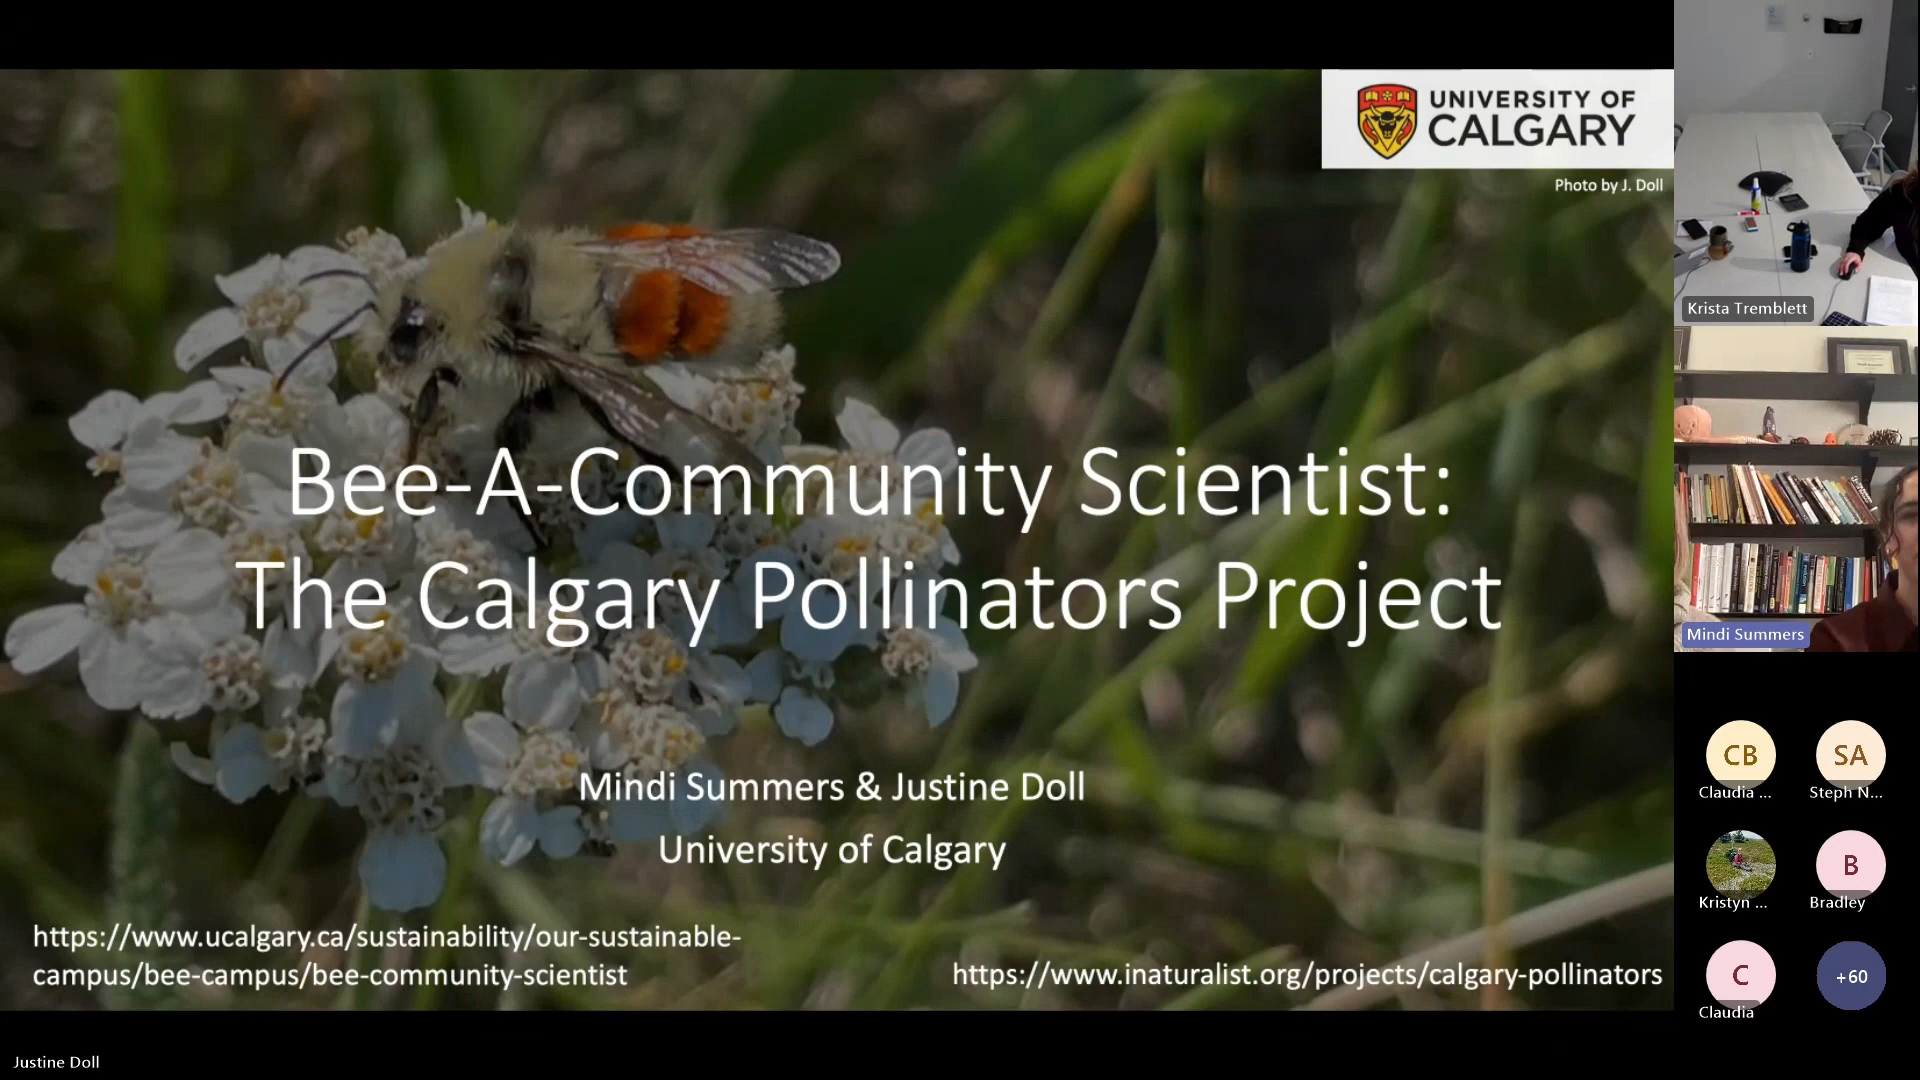 UNIVERSITY OF
CALGARY
Photo by J. Doll
Bee-A-Community Scientist:
The Calgary Pollinators Project
Mindi Summers & Justine Doll
University of Calgary
https://www.ucalgary.ca/sustainability/our-sustainable-
campus/bee-campus/bee-community-scientist
https://www.inaturalist.org/projects/calgary-pollinators
Justine Doll
Krista Tremblett
Mindi Summers
CB
Claudia ...
SA
Steph N...
Kristyn ...
B
Bradley
C
Claudia
+60